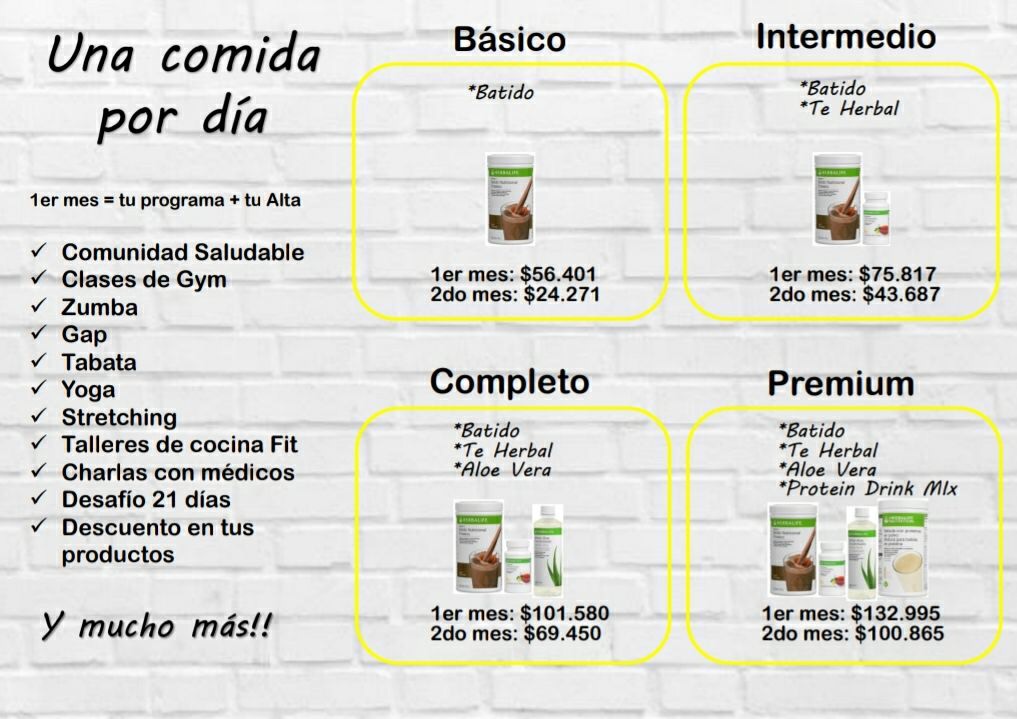 Una comida
por día
1er mes = tu programa + tu Alta
✓ Comunidad Saludable
✓ Clases de Gym
✓ Zumba
✓ Gap
✓ Tabata
✓ Yoga
✓ Stretching
✓ Talleres de cocina Fit
✓ Charlas con médicos
✓ Desafío 21 días
✓ Descuento en tus
productos
Y mucho más!!
Básico
*Batido
HERBALIFE
1er mes: $56.401
2do mes: $24.271
Intermedio
*Batido
*Te Herbal
HERBALIFE
1er mes: $75.817
2do mes: $43.687
Completo
*Batido
*Te Herbal
*Aloe Vera
HERBALIFE
1er mes: $101.580
2do mes: $69.450
Premium
*Batido
*Te Herbal
*Aloe Vera
*Protein Drink MIx
HERBALIFE
HERBALIFE
NUTRITION
1er mes: $132.995
2do mes: $100.865